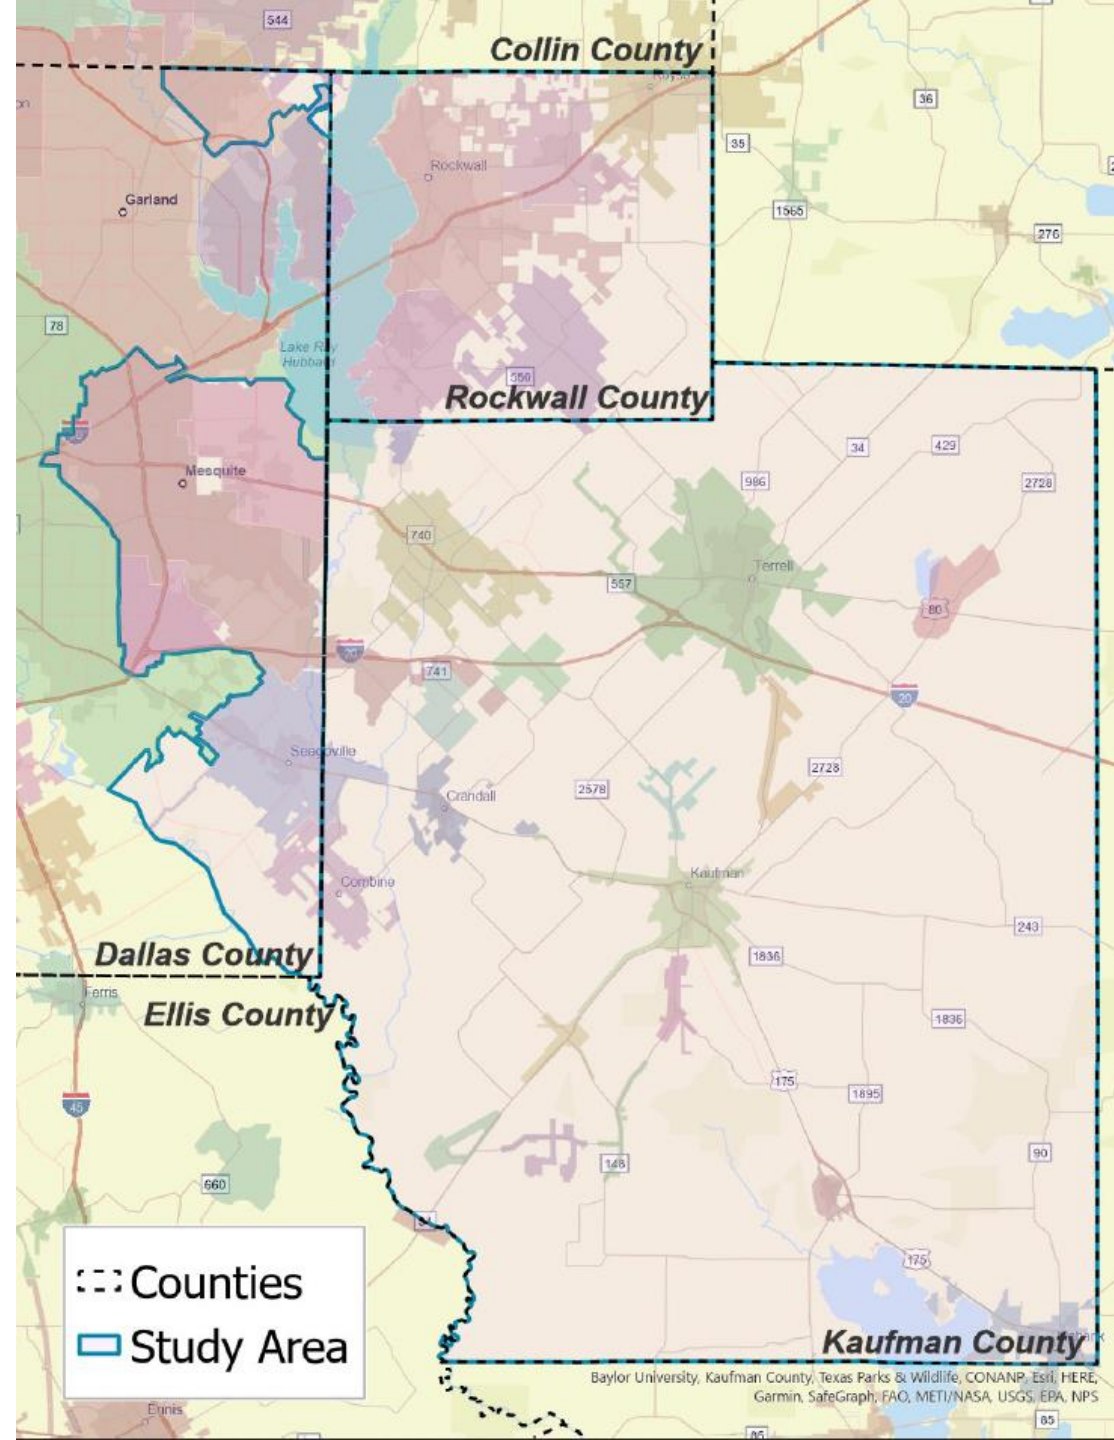 544
Collin County
36
35
Rockwall
Garland
1565
276
78
Lake Ray
Hubbard
550
Rockwall County
34
429
Mesquite
986
2728
740
Terrell
557
80
20
741
20
Seagoville
2728
2578
Crandall
Kaufman
Combine
243
Dallas County
1836
Ferris
Ellis County
1836
175
1895
45
90
148
660
34
175
Counties
Study Area
Kaufman County
Baylor University, Kaufman County, Texas Parks & Wildlife, CONANP, Esri, HERE,
Garmin, SafeGraph, FAO, METI/NASA, USGS, EPA, NPS
Ennis
85
85